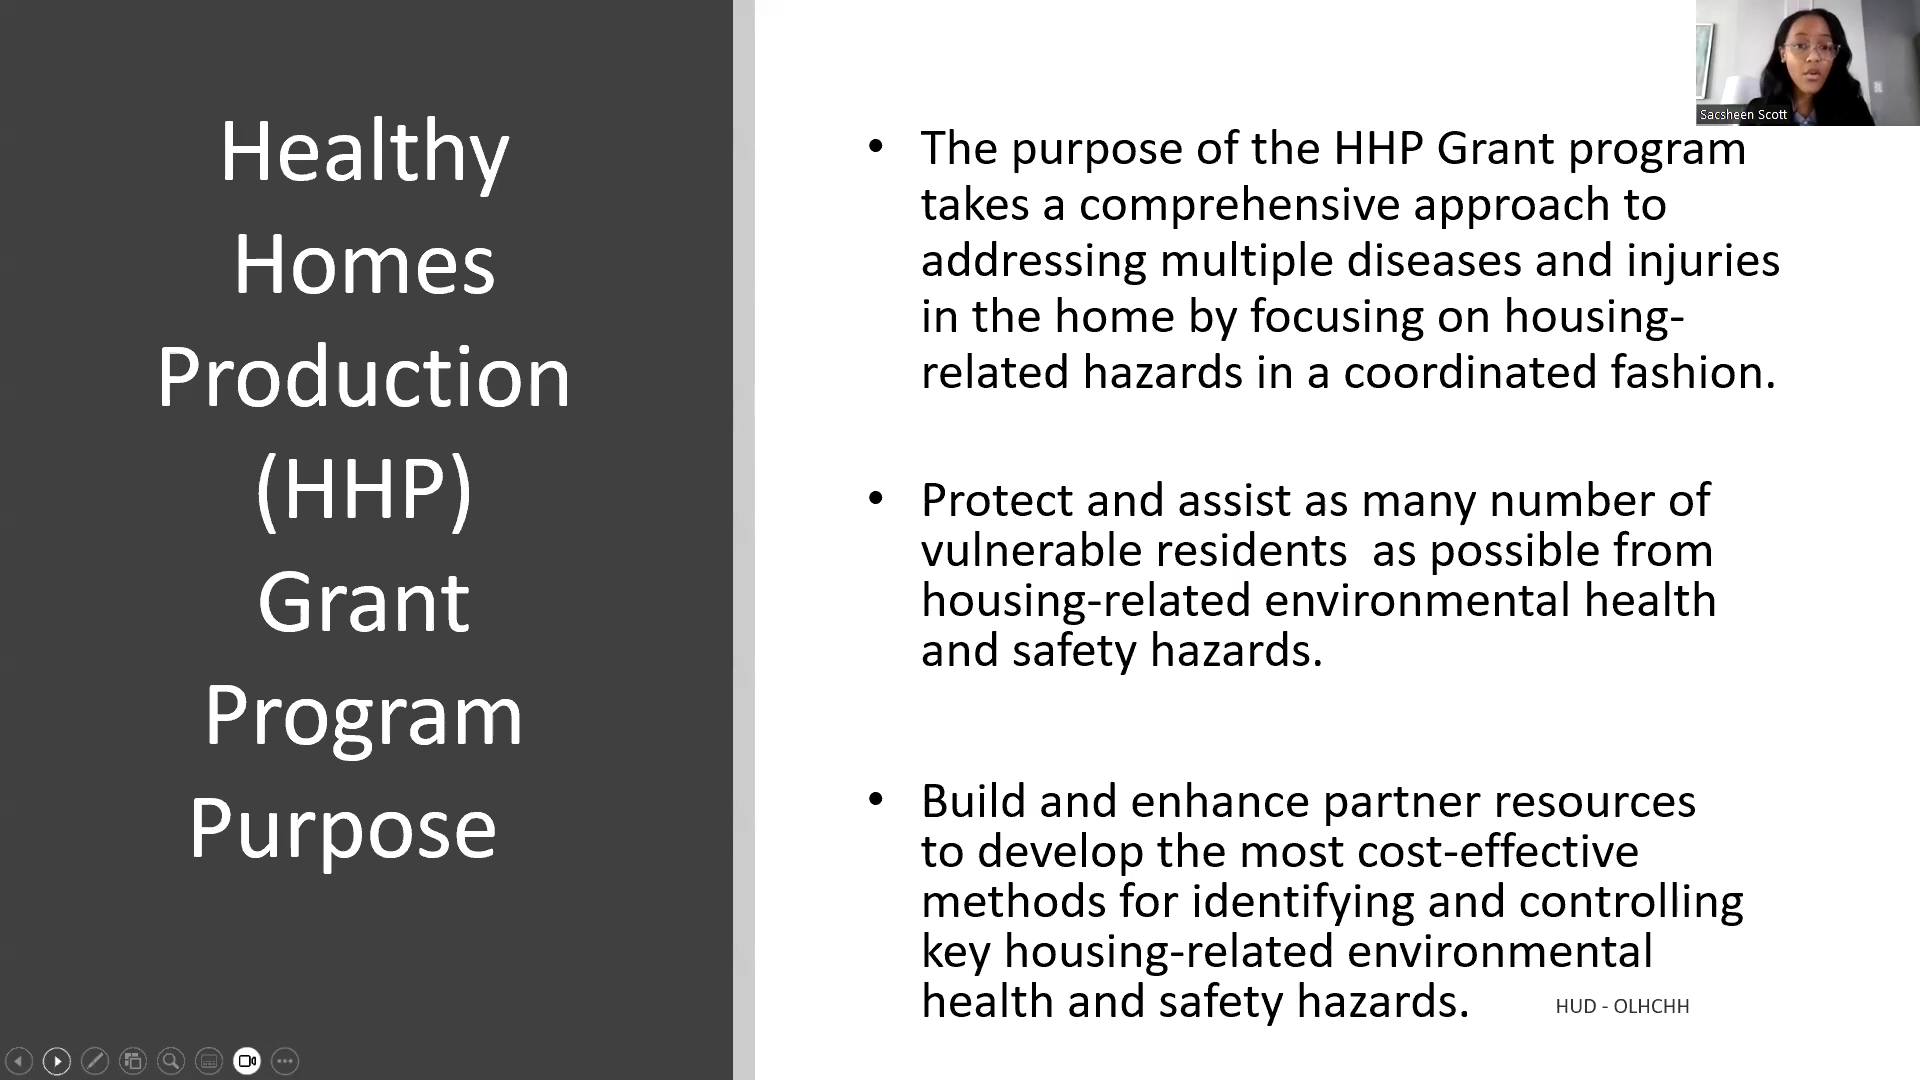 Healthy
Homes
Production
(HHP)
Grant
Program
Purpose
Sacsheen Scott
• The purpose of the HHP Grant program
takes a comprehensive approach to
addressing multiple diseases and injuries
in the home by focusing on housing-
related hazards in a coordinated fashion.
• Protect and assist as many number of
vulnerable residents  as possible from
housing-related environmental health
and safety hazards.
• Build and enhance partner resources
to develop the most cost-effective
methods for identifying and controlling
key housing-related environmental
health and safety hazards.
HUD - OLHCHH